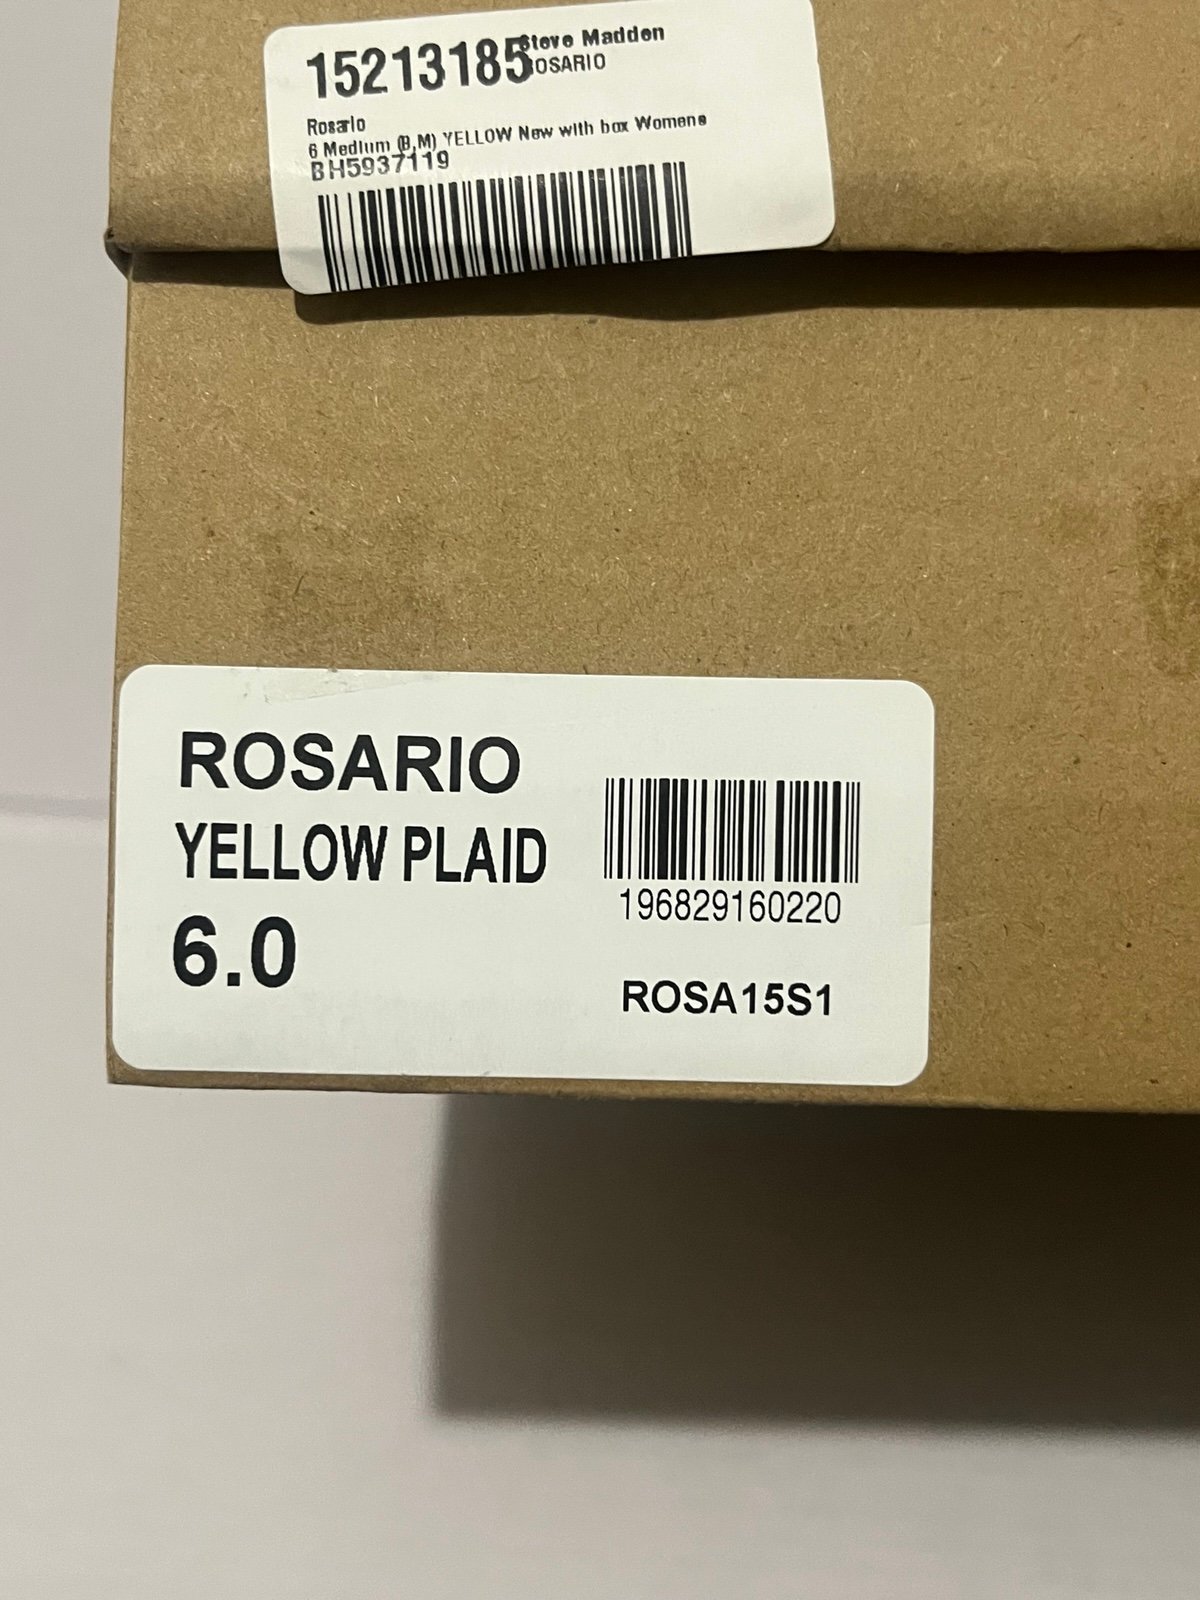 15213185
Steve Madden
ROSARIO
Rosario
6 Medium (B,M) YELLOW New with box Womens
BH5937119
ROSARIO
YELLOW PLAID
6.0
196829160220
ROSA15S1